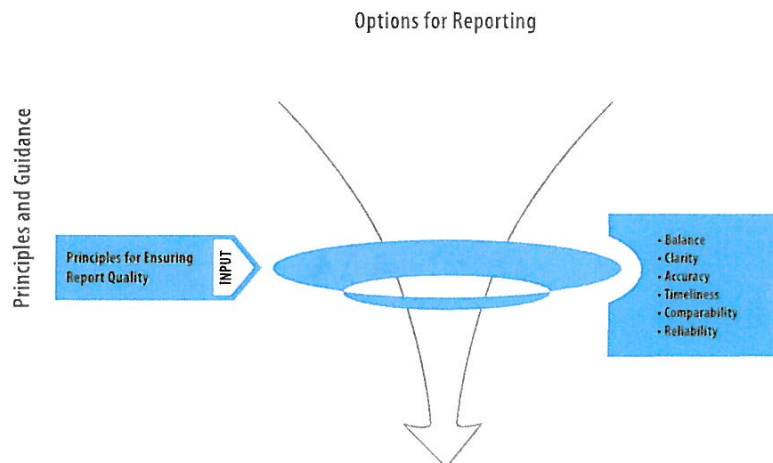 Options for Reporting
Principles and Guidance
Principles for Ensuring
Report Quality
INPUT
• Balance
• Clarity
• Accuracy
• Timeliness
• Comparability
• Reliability